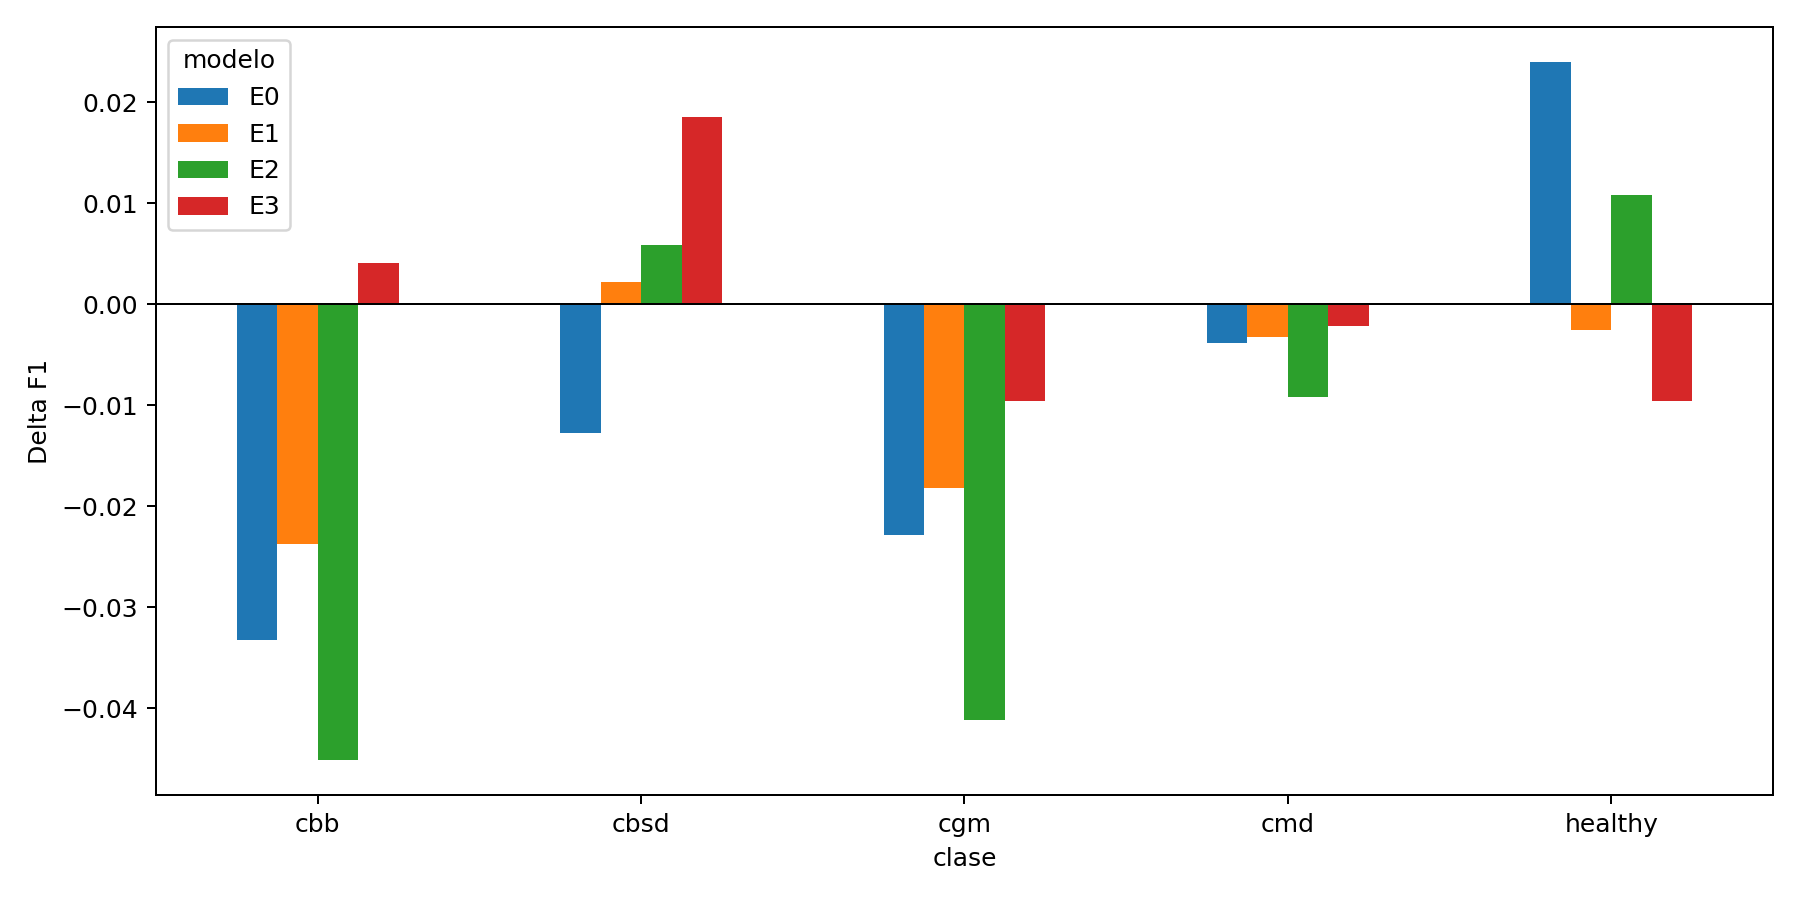 modelo
E0
E1
E2
E3
0.02
0.01
0.00
−0.01
−0.02
−0.03
−0.04
Delta F1
cbb
cbsd
cgm
cmd
healthy
clase